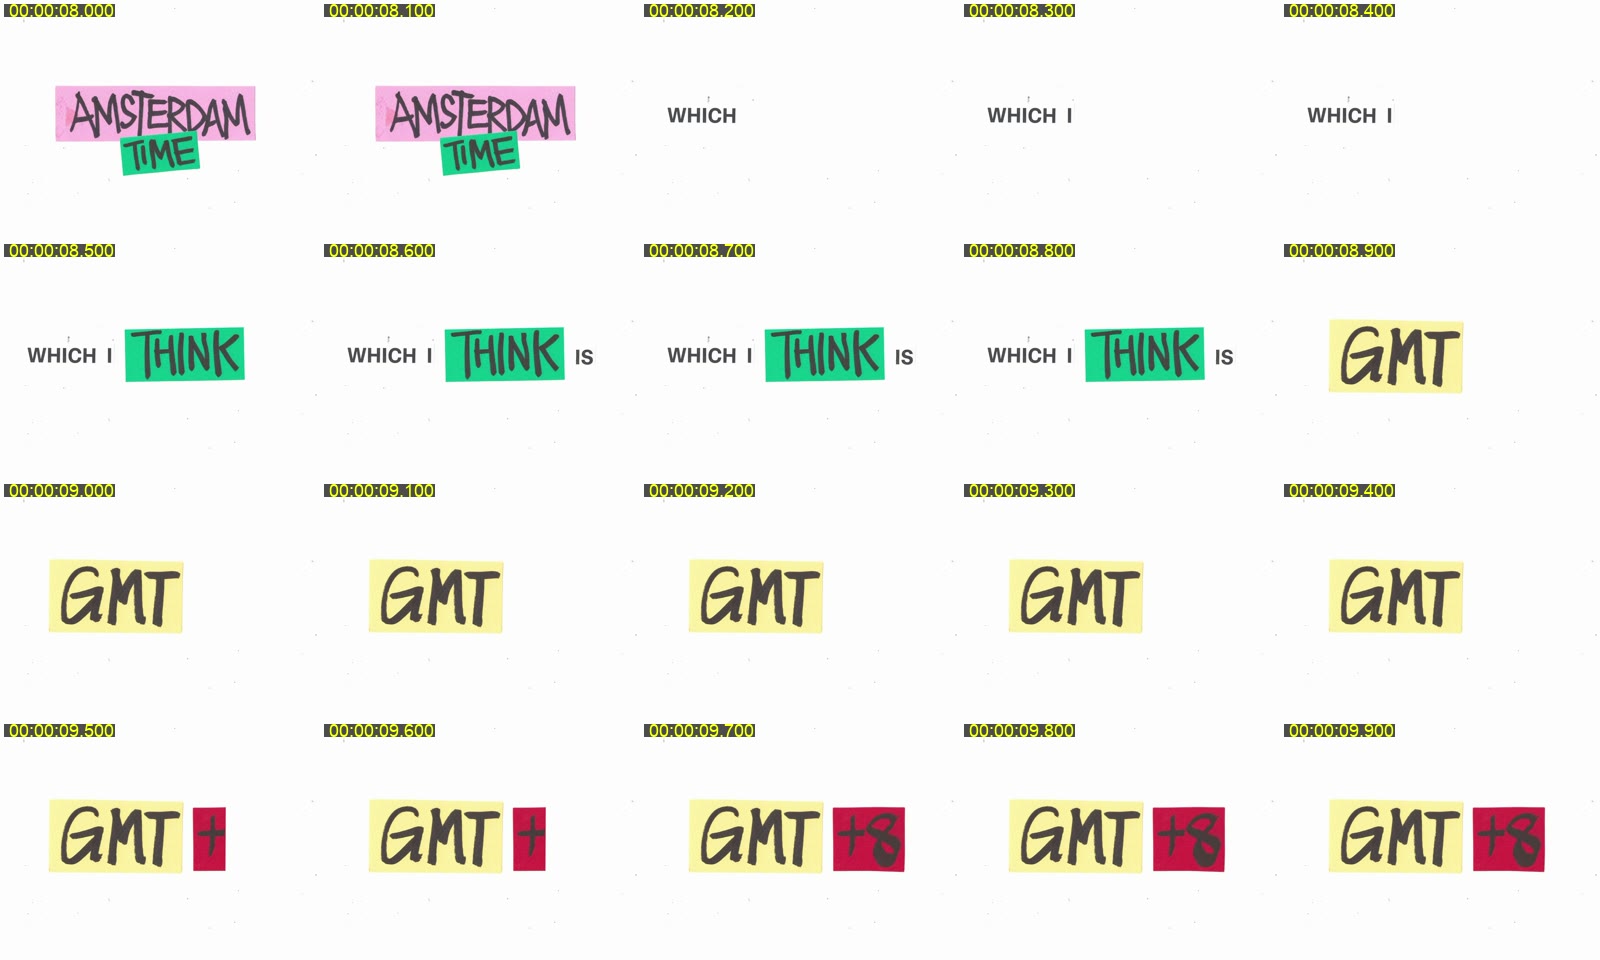 00:00:08.000
AMSTERDAM
TIME
00:00:08.100
AMSTERDAM
TIME
00:00:08.200
WHICH
00:00:08.300
WHICH I
00:00:08.400
WHICH I
00:00:08.500
WHICH I THINK
00:00:08.600
WHICH I THINK IS
00:00:08.700
WHICH I THINK IS
00:00:08.800
WHICH I THINK IS
00:00:08.900
GMT
00:00:09.000
GMT
00:00:09.100
GMT
00:00:09.200
GMT
00:00:09.300
GMT
00:00:09.400
GMT
00:00:09.500
GMT +
00:00:09.600
GMT +
00:00:09.700
GMT +8
00:00:09.800
GMT +8
00:00:09.900
GMT +8